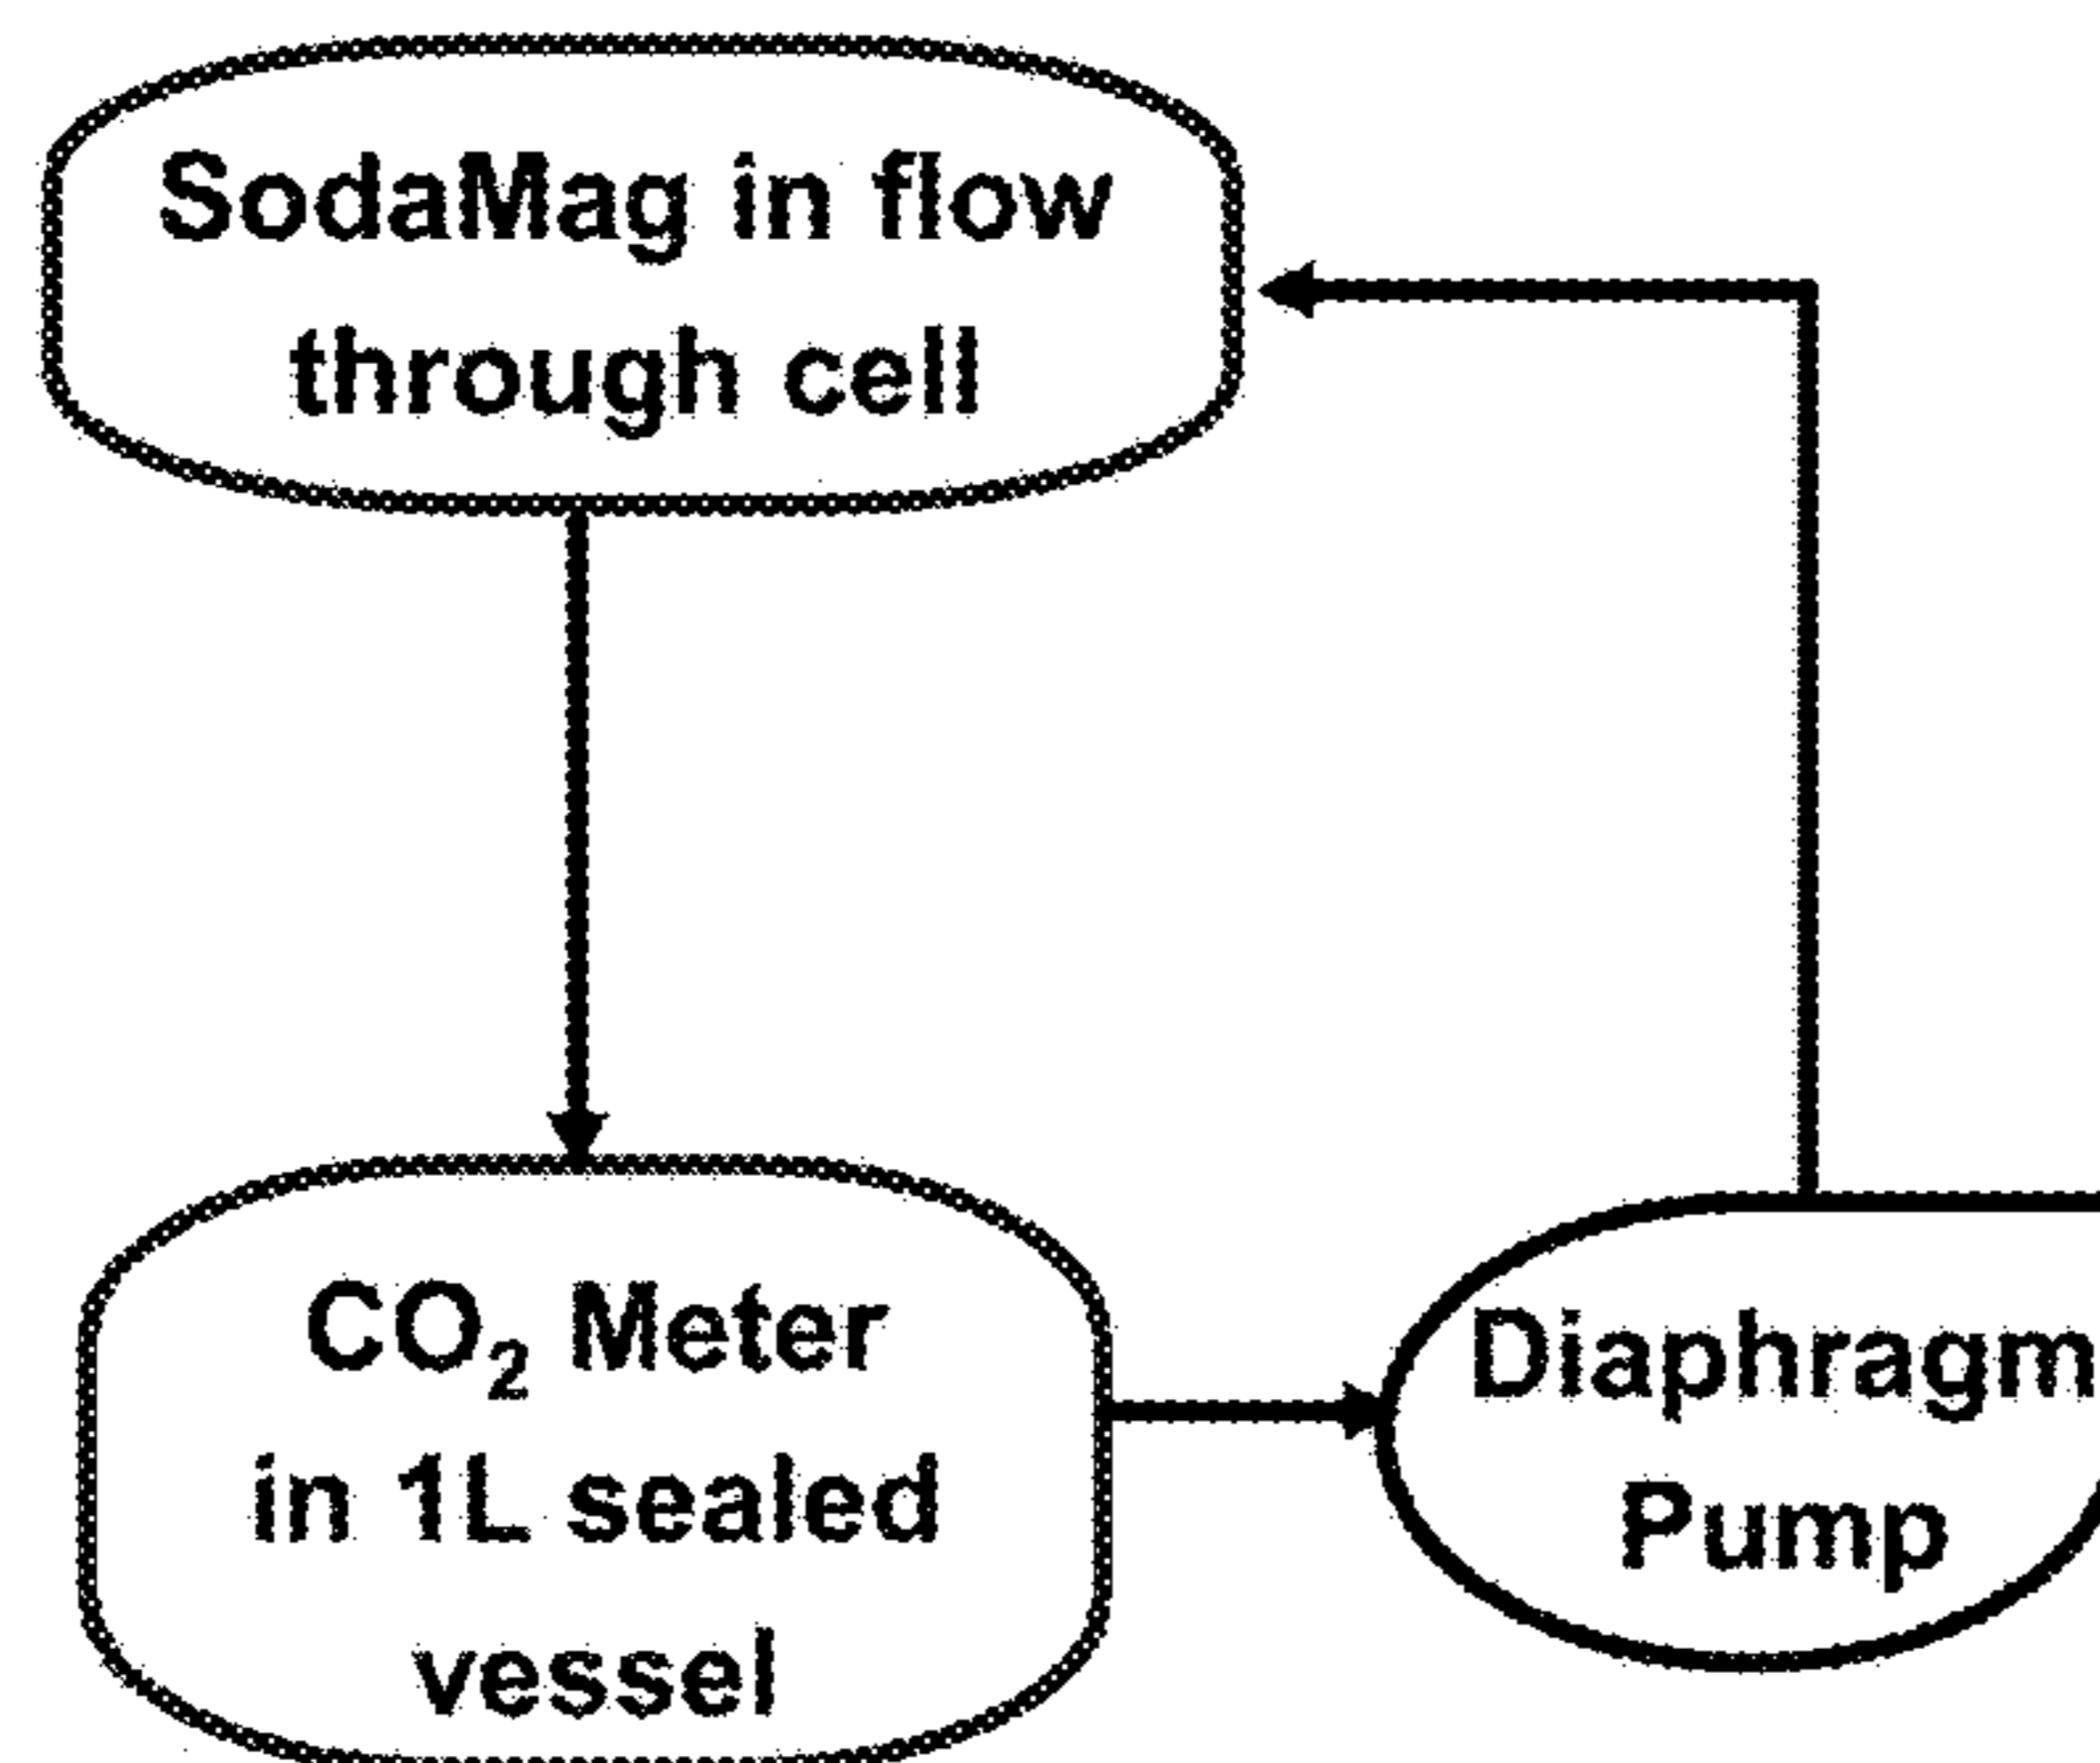 SodaMag in flow
through cell
CO₂ Meter
in 1L sealed
vessel
Diaphragm
Pump